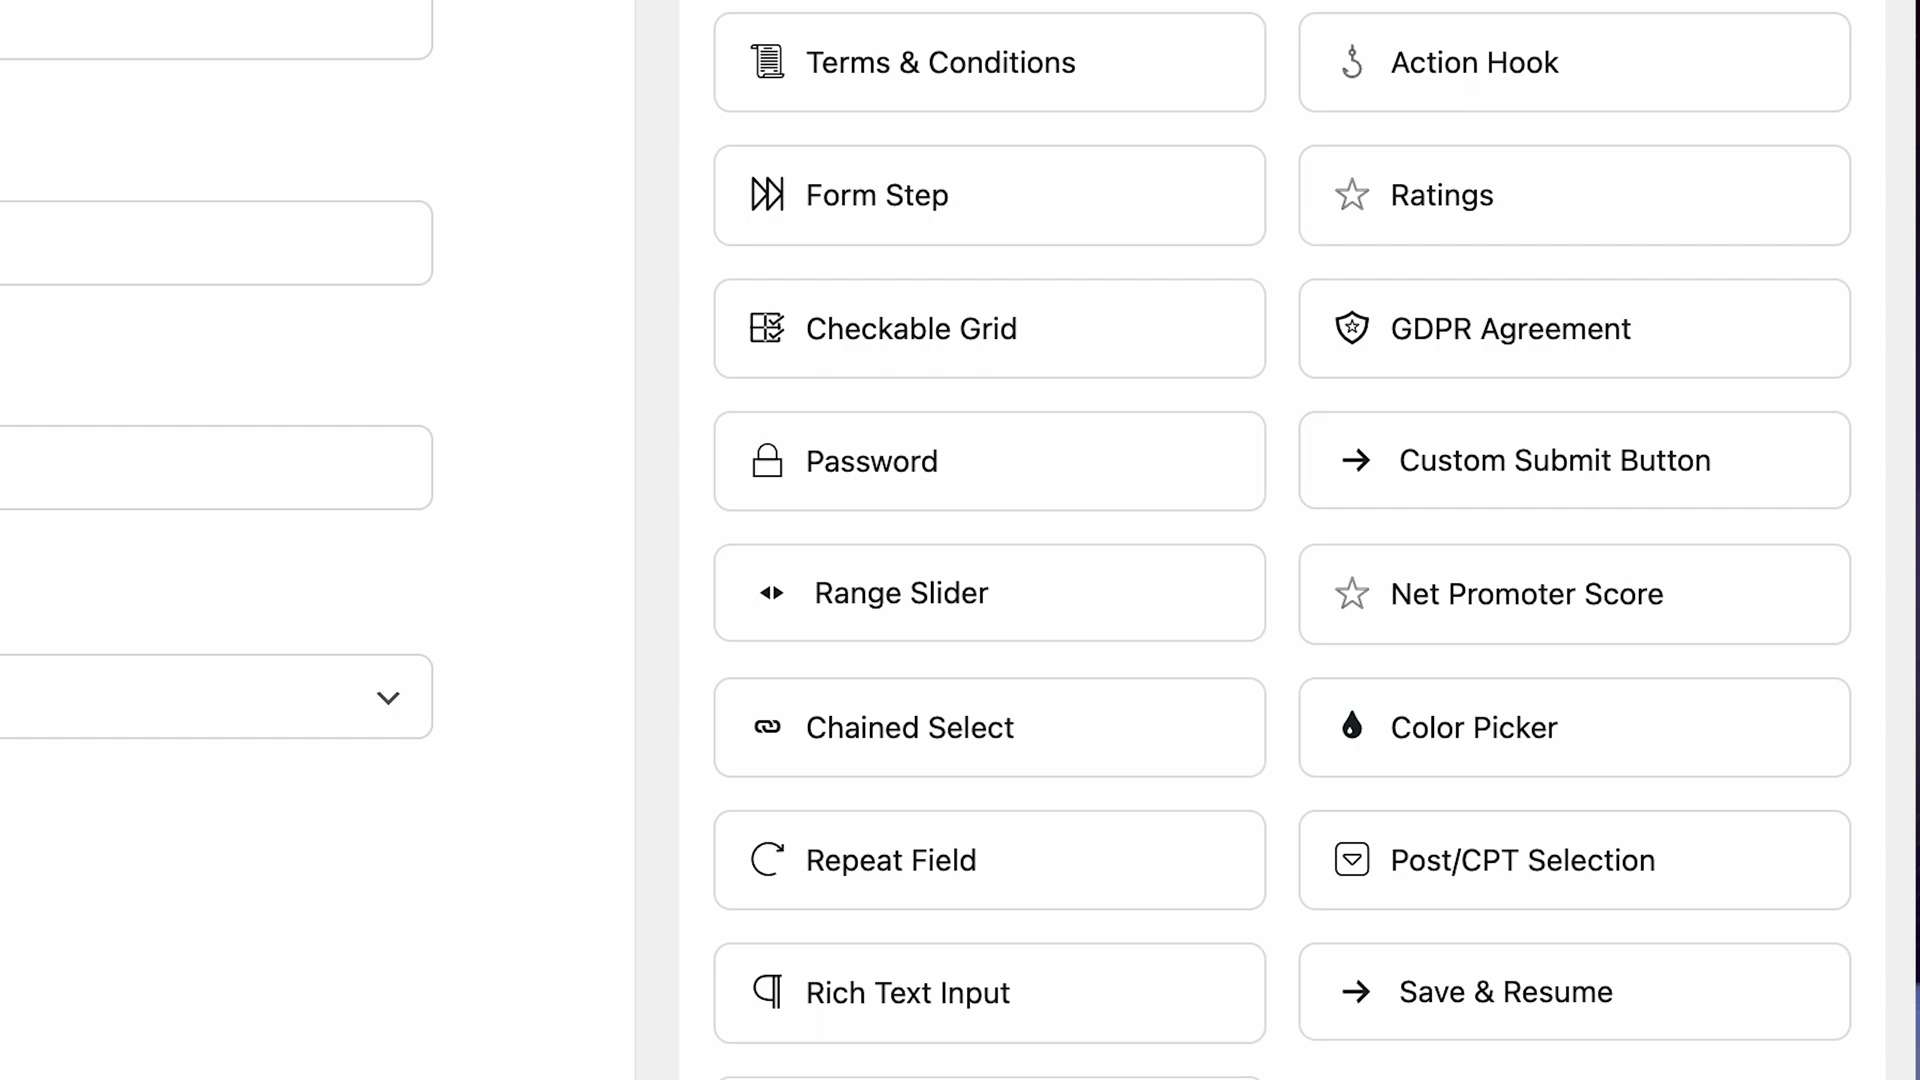 Terms & Conditions
Action Hook
Form Step
Ratings
Checkable Grid
GDPR Agreement
Password
Custom Submit Button
Range Slider
Net Promoter Score
Chained Select
Color Picker
Repeat Field
Post/CPT Selection
Rich Text Input
Save & Resume